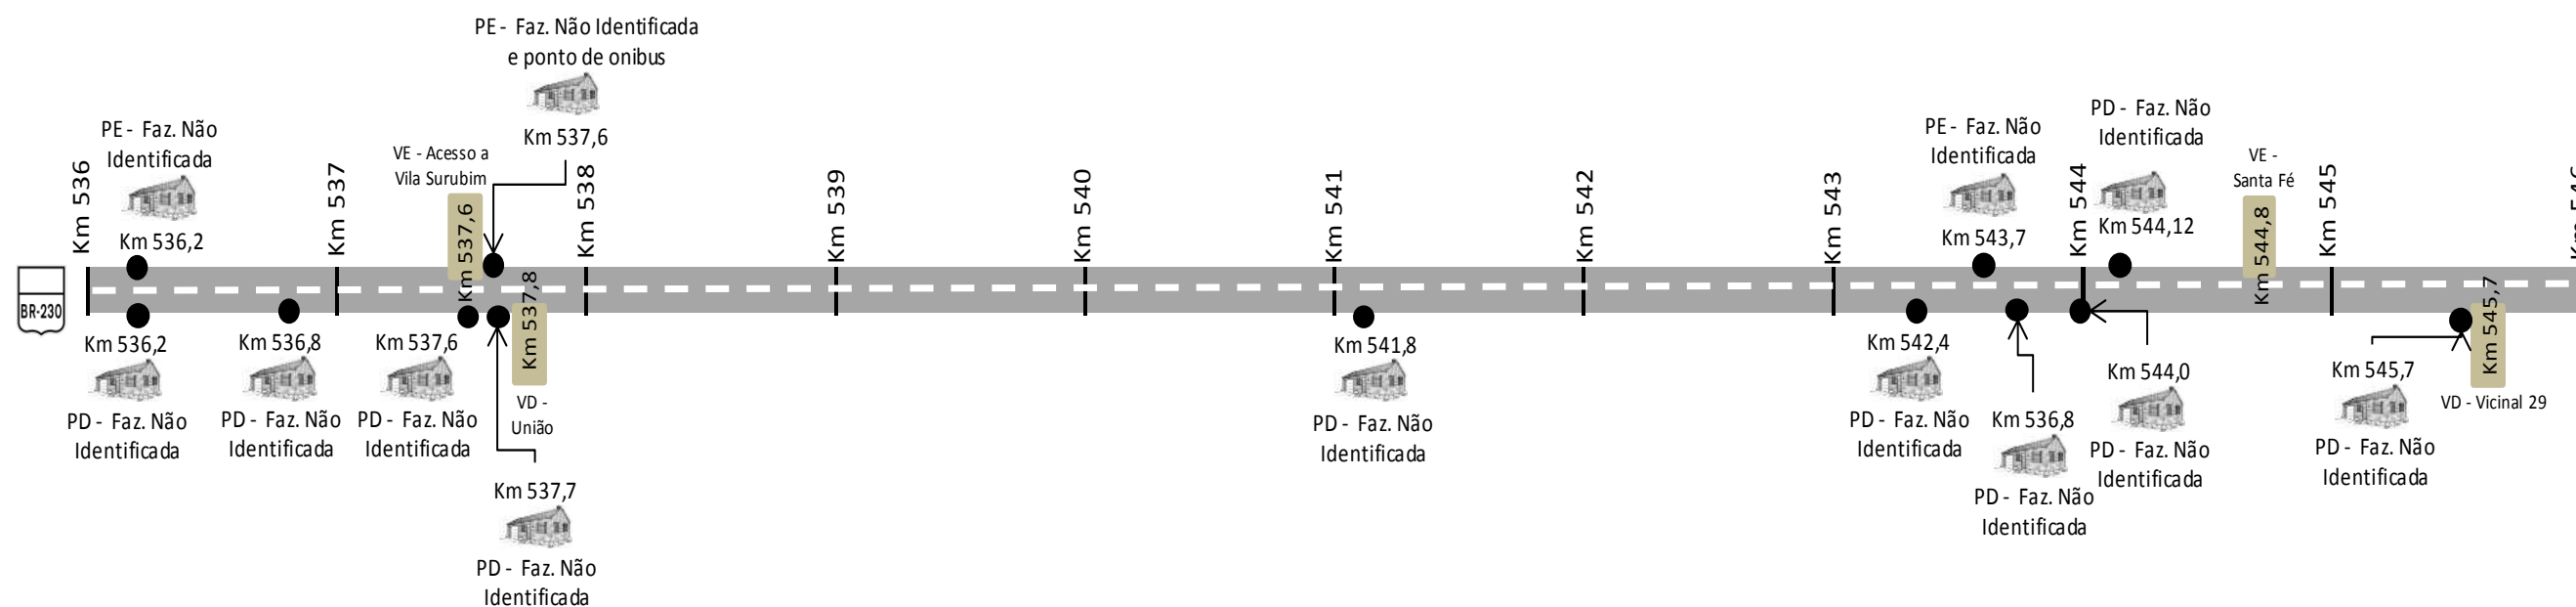 PE - Faz. Não Identificada
e ponto de onibus
Km 537,6
PE - Faz. Não
Identificada
Km 536,2
VE - Acesso a
Vila Surubim
Km 537,6
PE - Faz. Não
Identificada
Km 543,7
PD - Faz. Não
Identificada
Km 544,12
VE -
Santa Fé
Km 544,8
Km 536
Km 537
Km 538
Km 539
Km 540
Km 541
Km 542
Km 543
Km 544
Km 545
Km 546
BR-230
Km 536,2
PD - Faz. Não
Identificada
Km 536,8
PD - Faz. Não
Identificada
Km 537,6
PD - Faz. Não
Identificada
Km 537,8
VD -
União
Km 537,7
PD - Faz. Não
Identificada
Km 541,8
PD - Faz. Não
Identificada
Km 542,4
PD - Faz. Não
Identificada
Km 536,8
PD - Faz. Não
Identificada
Km 544,0
PD - Faz. Não
Identificada
Km 545,7
PD - Faz. Não
Identificada
Km 545,7
VD - Vicinal 29